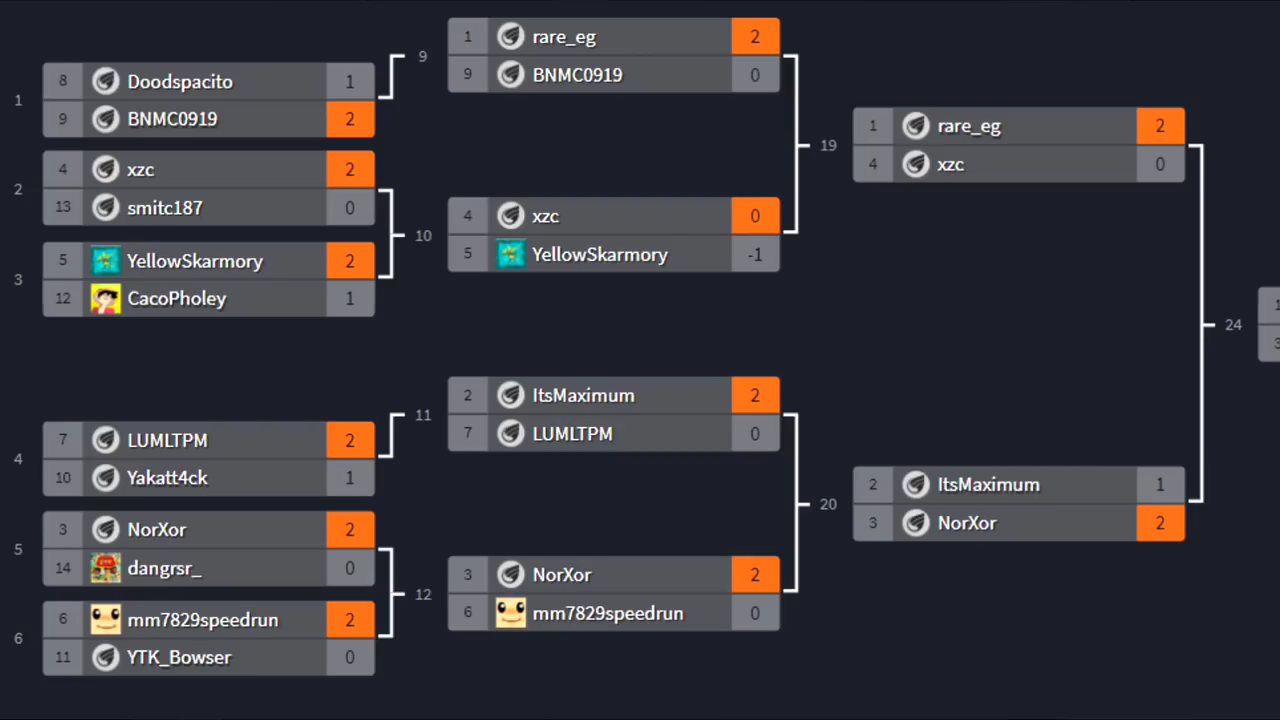 1
8 Doodspacito 1
9 BNMC0919 2
2
4 xzc 2
13 smitc187 0
3
5 YellowSkarmory 2
12 CacoPholey 1
4
7 LUMLTPM 2
10 Yakatt4ck 1
5
3 NorXor 2
14 dangrsr_ 0
6
6 mm7829speedrun 2
11 YTK_Bowser 0
9
1 rare_eg 2
9 BNMC0919 0
10
4 xzc 0
5 YellowSkarmory -1
11
2 ItsMaximum 2
7 LUMLTPM 0
12
3 NorXor 2
6 mm7829speedrun 0
19
1 rare_eg 2
4 xzc 0
20
2 ItsMaximum 1
3 NorXor 2
24